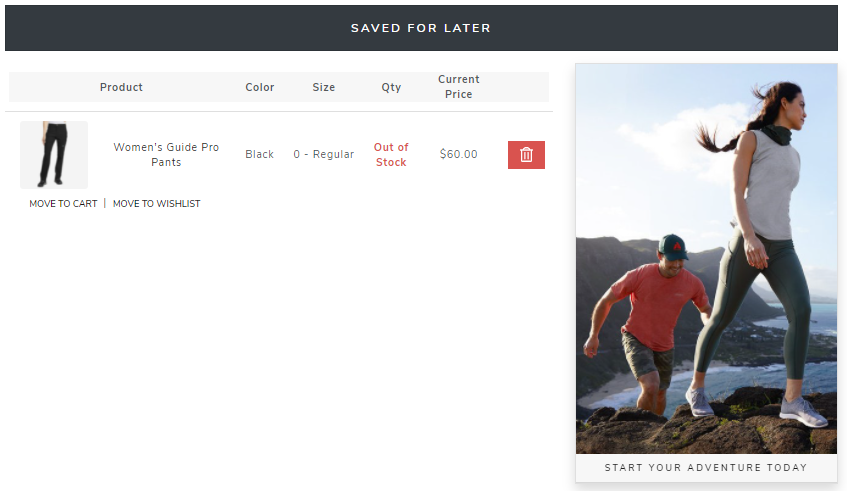 SAVED FOR LATER
Product Color Size Qty Current
Price
Women's Guide Pro
Pants
Black 0 - Regular Out of
Stock
$60.00
MOVE TO CART | MOVE TO WISHLIST
START YOUR ADVENTURE TODAY